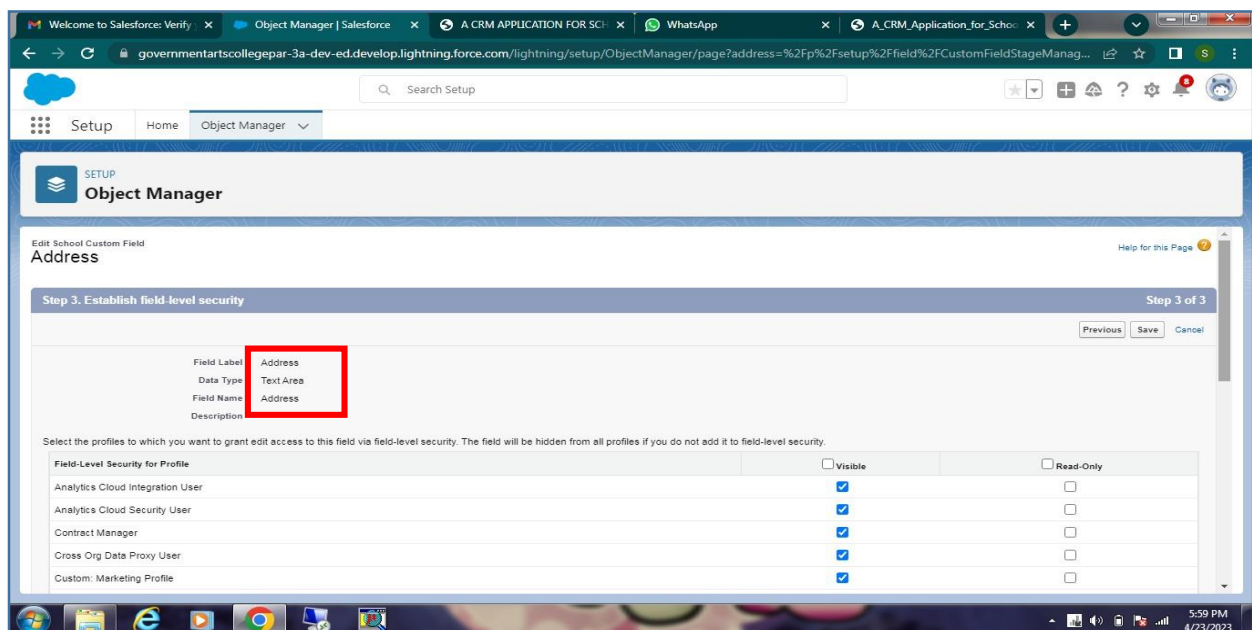 Welcome to Salesforce: Verify
Object Manager | Salesforce
A CRM APPLICATION FOR SCH
WhatsApp
A_CRM_Application_for_Schoo
governmentartscollegepar-3a-dev-ed.develop.lightning.force.com/lightning/setup/ObjectManager/page?address=%2Fp%2Fsetup%2Ffield%2FCustomFieldStageManag...
S
Search Setup
8
Setup Home Object Manager
SETUP
Object Manager
Edit School Custom Field
Address
Help for this Page
Step 3. Establish field-level security Step 3 of 3
Previous Save Cancel
Field Label Address
Data Type Text Area
Field Name Address
Description
Select the profiles to which you want to grant edit access to this field via field-level security. The field will be hidden from all profiles if you do not add it to field-level security.
Field-Level Security for Profile Visible Read-Only
Analytics Cloud Integration User
Analytics Cloud Security User
Contract Manager
Cross Org Data Proxy User
Custom: Marketing Profile
5:59 PM
4/23/2023